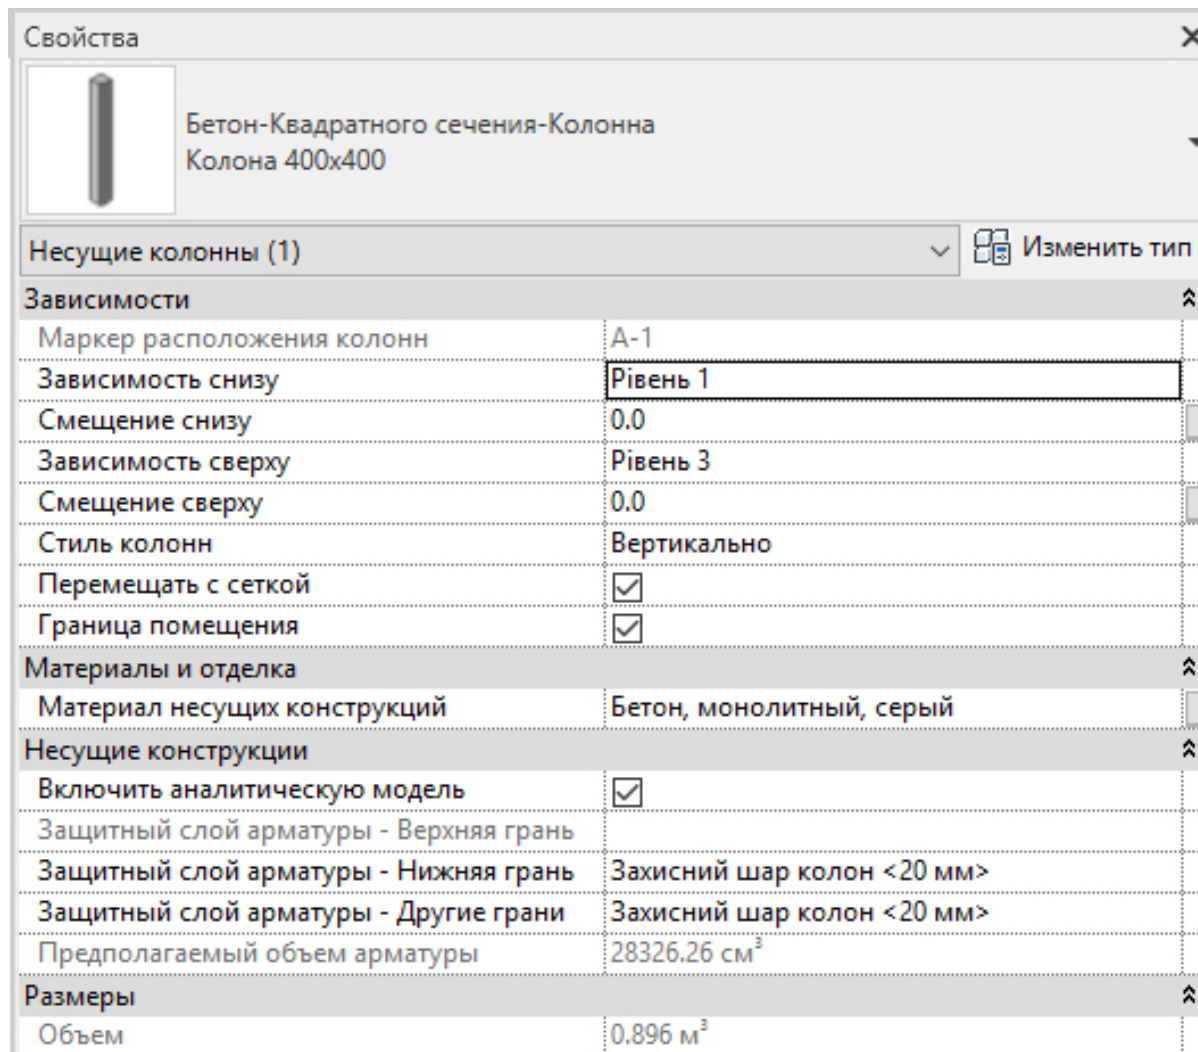 Свойства
Бетон-Квадратного сечения-Колонна
Колона 400x400
Несущие колонны (1)
Изменить тип
Зависимости
Маркер расположения колонн A-1
Зависимость снизу Рівень 1
Смещение снизу 0.0
Зависимость сверху Рівень 3
Смещение сверху 0.0
Стиль колонн Вертикально
Перемещать с сеткой
Граница помещения
Материалы и отделка
Материал несущих конструкций Бетон, монолитный, серый
Несущие конструкции
Включить аналитическую модель
Защитный слой арматуры - Верхняя грань
Защитный слой арматуры - Нижняя грань Захисний шар колон <20 мм>
Защитный слой арматуры - Другие грани Захисний шар колон <20 мм>
Предполагаемый объем арматуры 28326.26 см³
Размеры
Объем 0.896 м³